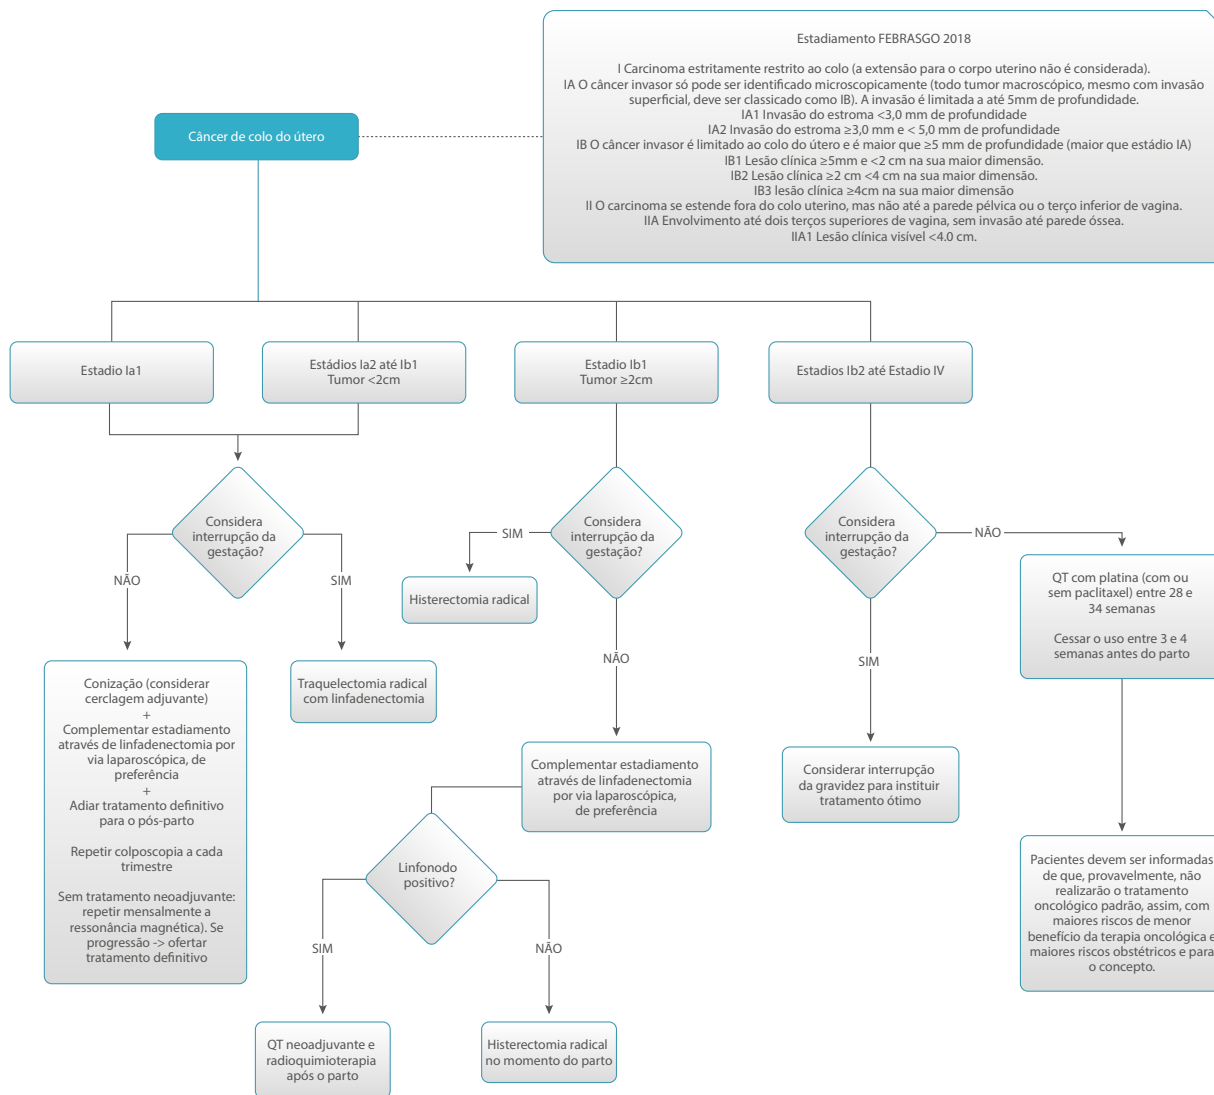 Estadiamento FEBRASGO 2018
I Carcinoma estritamente restrito ao colo (a extensão para o corpo uterino não é considerada).
IA O câncer invasor só pode ser identificado microscopicamente (todo tumor macroscópico, mesmo com invasão
superficial, deve ser classificado como IB). A invasão é limitada a até 5mm de profundidade.
IA1 Invasão do estroma <3,0 mm de profundidade
IA2 Invasão do estroma ≥3,0 mm e < 5,0 mm de profundidade
IB O câncer invasor é limitado ao colo do útero e é maior que ≥5 mm de profundidade (maior que estádio IA)
IB1 Lesão clínica ≥5mm e <2 cm na sua maior dimensão.
IB2 Lesão clínica ≥2 cm <4 cm na sua maior dimensão.
IB3 lesão clínica ≥4cm na sua maior dimensão
II O carcinoma se estende fora do colo uterino, mas não até a parede pélvica ou o terço inferior de vagina.
IIA Envolvimento até dois terços superiores de vagina, sem invasão até parede óssea.
IIA1 Lesão clínica visível <4.0 cm.
Câncer de colo do útero
Estadio Ia1
Estádios Ia2 até Ib1
Tumor <2cm
Estadio Ib1
Tumor ≥2cm
Estadios Ib2 até Estadio IV
Considera
interrupção da
gestação?
NÃO
SIM
Conização (considerar
cerclagem adjuvante)
+
Complementar estadiamento
através de linfadenectomia por
via laparoscópica, de
preferência
+
Adiar tratamento definitivo
para o pós-parto
Repetir colposcopia a cada
trimestre
Sem tratamento neoadjuvante:
repetir mensalmente a
ressonância magnética). Se
progressão -> ofertar
tratamento definitivo
Traquelectomia radical
com linfadenectomia
Considera
interrupção da
gestação?
SIM
Histerectomia radical
NÃO
Complementar estadiamento
através de linfadenectomia
por via laparoscópica,
de preferência
Linfonodo
positivo?
SIM
NÃO
QT neoadjuvante e
radioquimioterapia
após o parto
Histerectomia radical
no momento do parto
Considera
interrupção da
gestação?
SIM
Considerar interrupção
da gravidez para instituir
tratamento ótimo
NÃO
QT com platina (com ou
sem paclitaxel) entre 28 e
34 semanas
Cessar o uso entre 3 e 4
semanas antes do parto
Pacientes devem ser informadas
de que, provavelmente, não
realizarão o tratamento
oncológico padrão, assim, com
maiores riscos de menor
benefício da terapia oncológica e
maiores riscos obstétricos e para
o concepto.